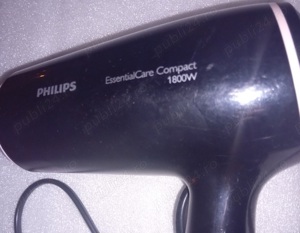 PHILIPS
EssentialCare Compact
1800W